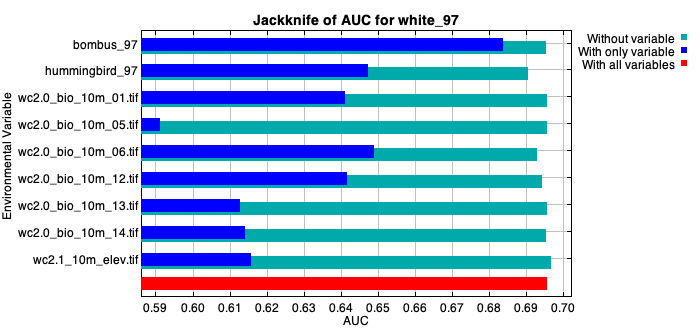 Jackknife of AUC for white_97
Without variable
With only variable
With all variables
Environmental Variable
bombus_97
hummingbird_97
wc2.0_bio_10m_01.tif
wc2.0_bio_10m_05.tif
wc2.0_bio_10m_06.tif
wc2.0_bio_10m_12.tif
wc2.0_bio_10m_13.tif
wc2.0_bio_10m_14.tif
wc2.1_10m_elev.tif
0.59 0.60 0.61 0.62 0.63 0.64 0.65 0.66 0.67 0.68 0.69 0.70
AUC